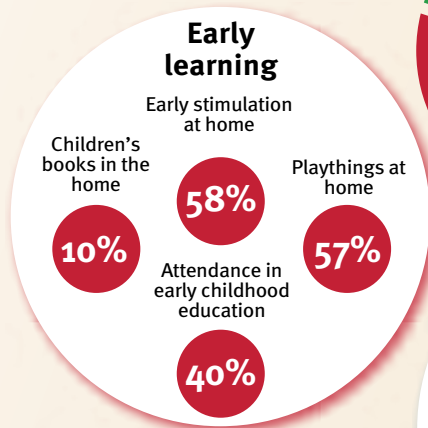 Early
learning
Early stimulation
at home
58%
Children's
books in the
home
10%
Playthings at
home
57%
Attendance in
early childhood
education
40%